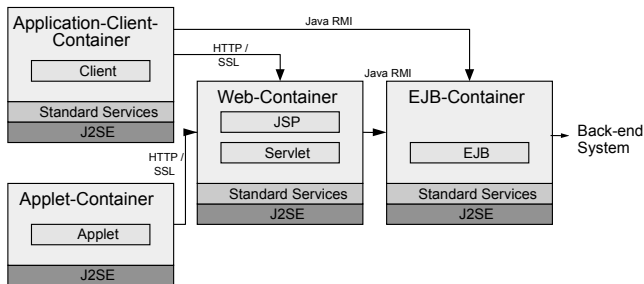 Application-Client-
Container
Client
Standard Services
J2SE
Java RMI
HTTP /
SSL
Web-Container
JSP
Servlet
Standard Services
J2SE
Java RMI
EJB-Container
EJB
Standard Services
J2SE
Back-end
System
HTTP /
SSL
Applet-Container
Applet
J2SE